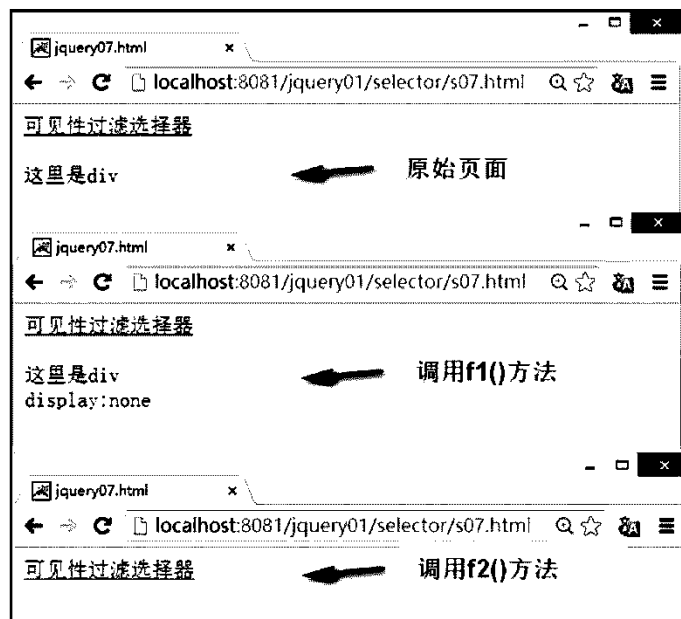 jquery07.html
localhost:8081/jquery01/selector/s07.html
可见性过滤选择器
这里是div
原始页面
jquery07.html
localhost:8081/jquery01/selector/s07.html
可见性过滤选择器
这里是div
display:none
调用f1()方法
jquery07.html
localhost:8081/jquery01/selector/s07.html
可见性过滤选择器
调用f2()方法